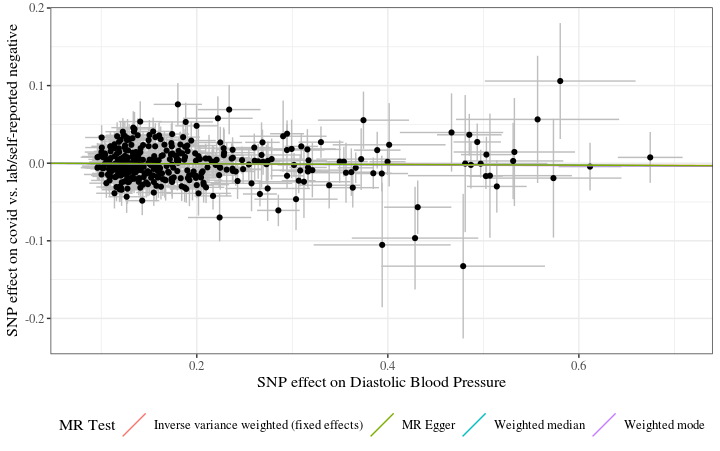 0.2
0.1
0.0
-0.1
-0.2
SNP effect on covid vs. lab/self-reported negative
0.2 0.4 0.6
SNP effect on Diastolic Blood Pressure
MR Test Inverse variance weighted (fixed effects) MR Egger Weighted median Weighted mode